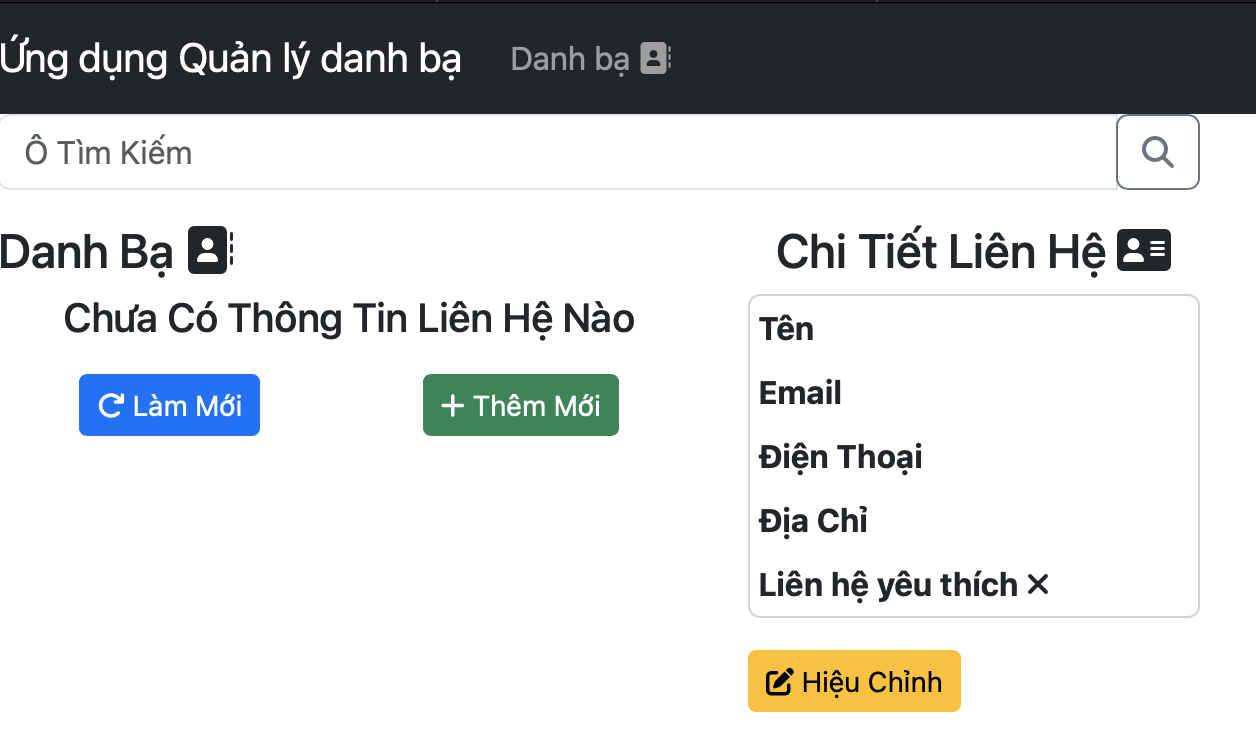 Ứng dụng Quản lý danh bạ Danh bạ
Ô Tìm Kiếm
Danh Bạ
Chưa Có Thông Tin Liên Hệ Nào
Làm Mới
Thêm Mới
Chi Tiết Liên Hệ
Tên
Email
Điện Thoại
Địa Chỉ
Liên hệ yêu thích
Hiệu Chỉnh